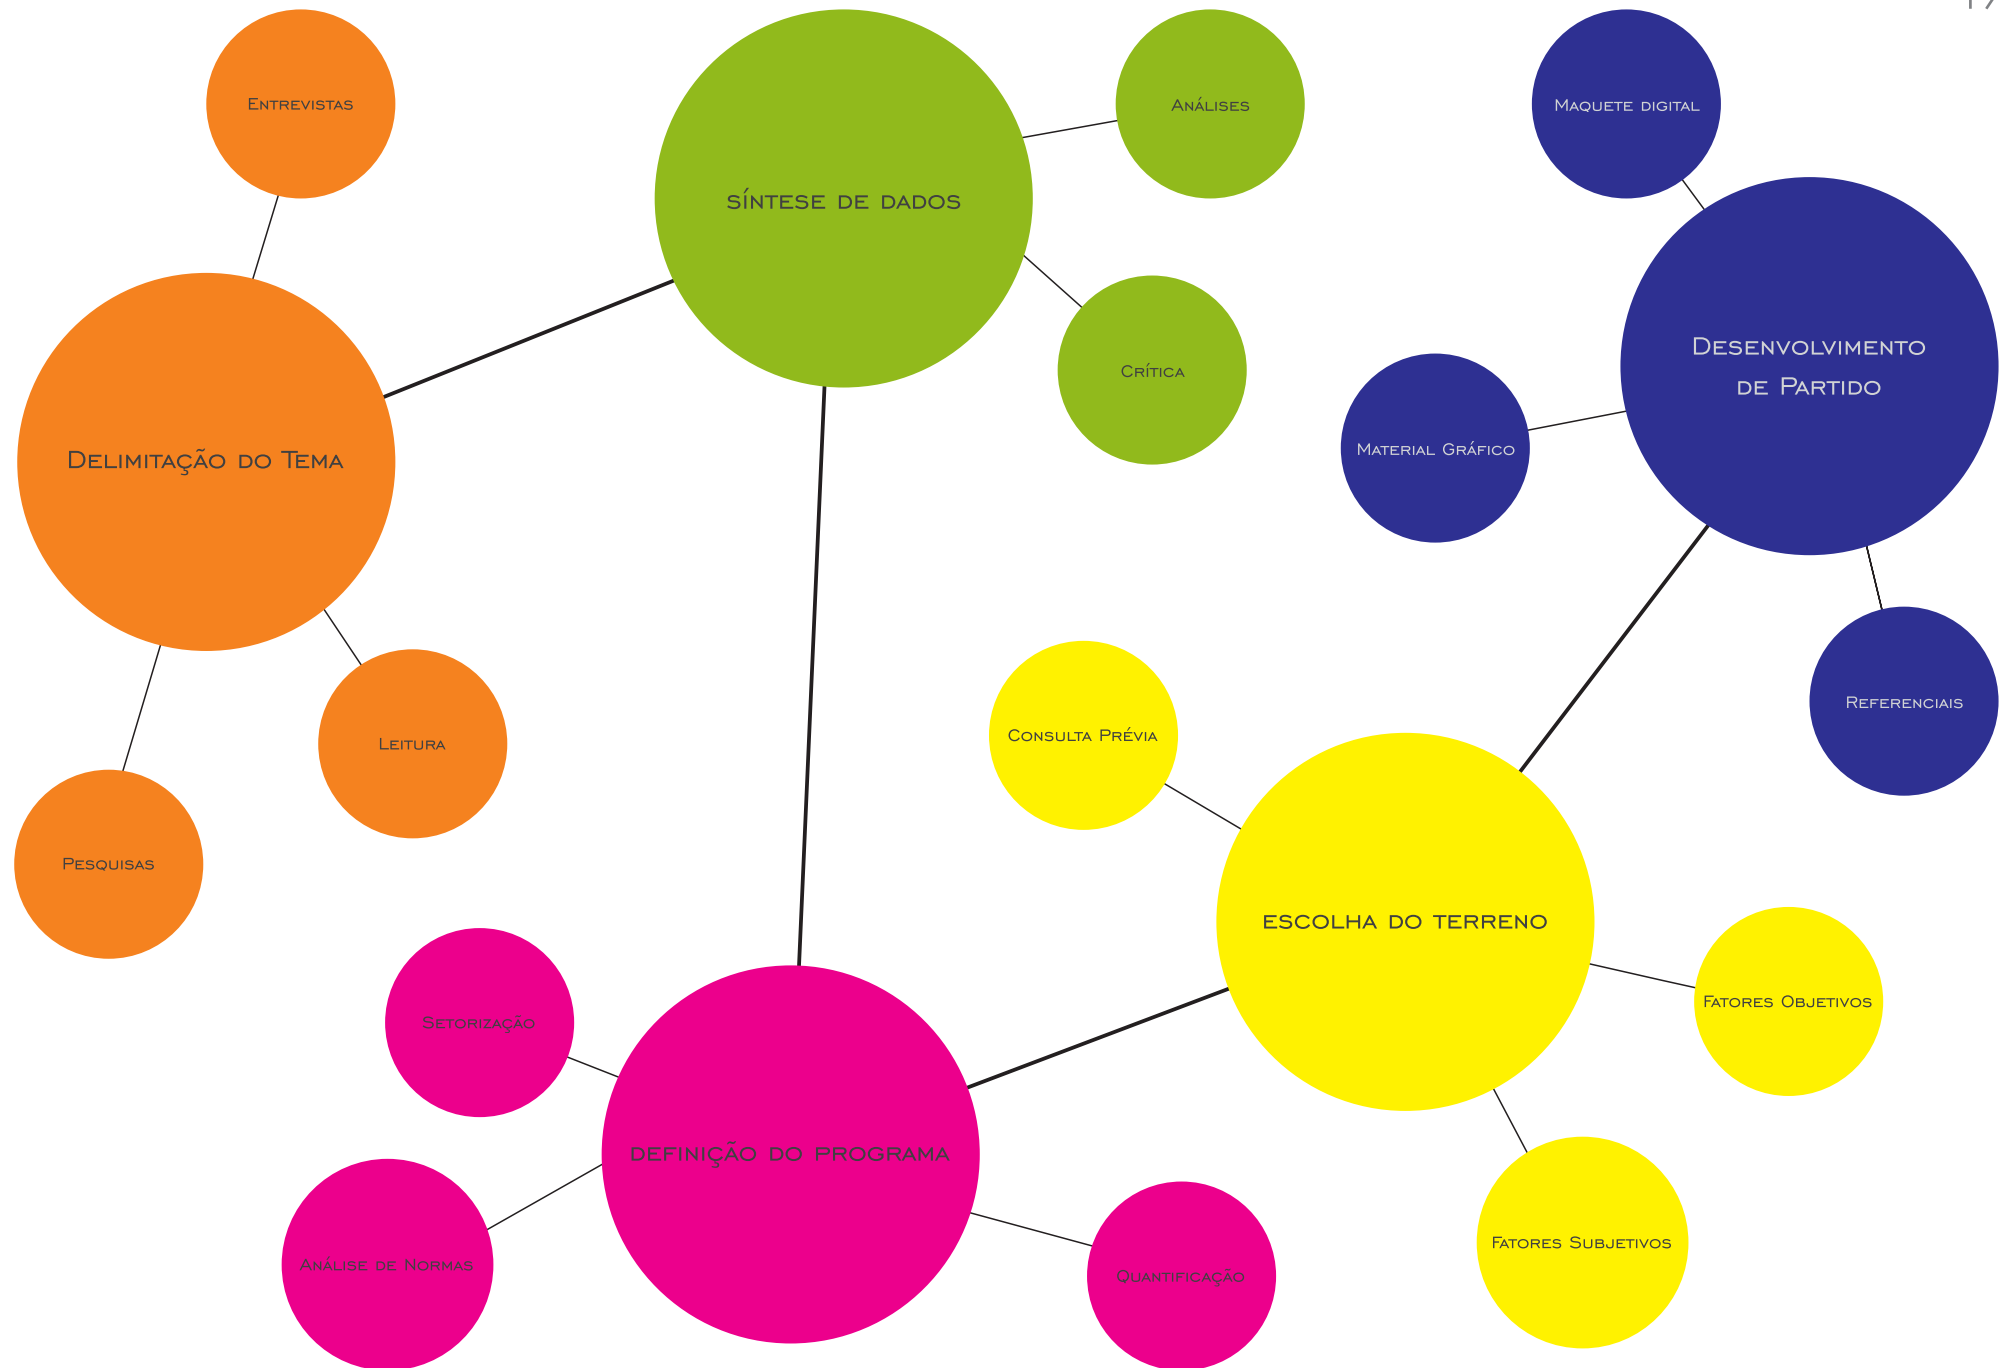 Entrevistas
Delimitação do Tema
Leitura
Pesquisas
síntese de dados
Análises
Crítica
Maquete digital
Desenvolvimento
de Partido
Material Gráfico
Referenciais
Consulta Prévia
escolha do terreno
Fatores Objetivos
Fatores Subjetivos
Setorização
definição do programa
Análise de Normas
Quantificação